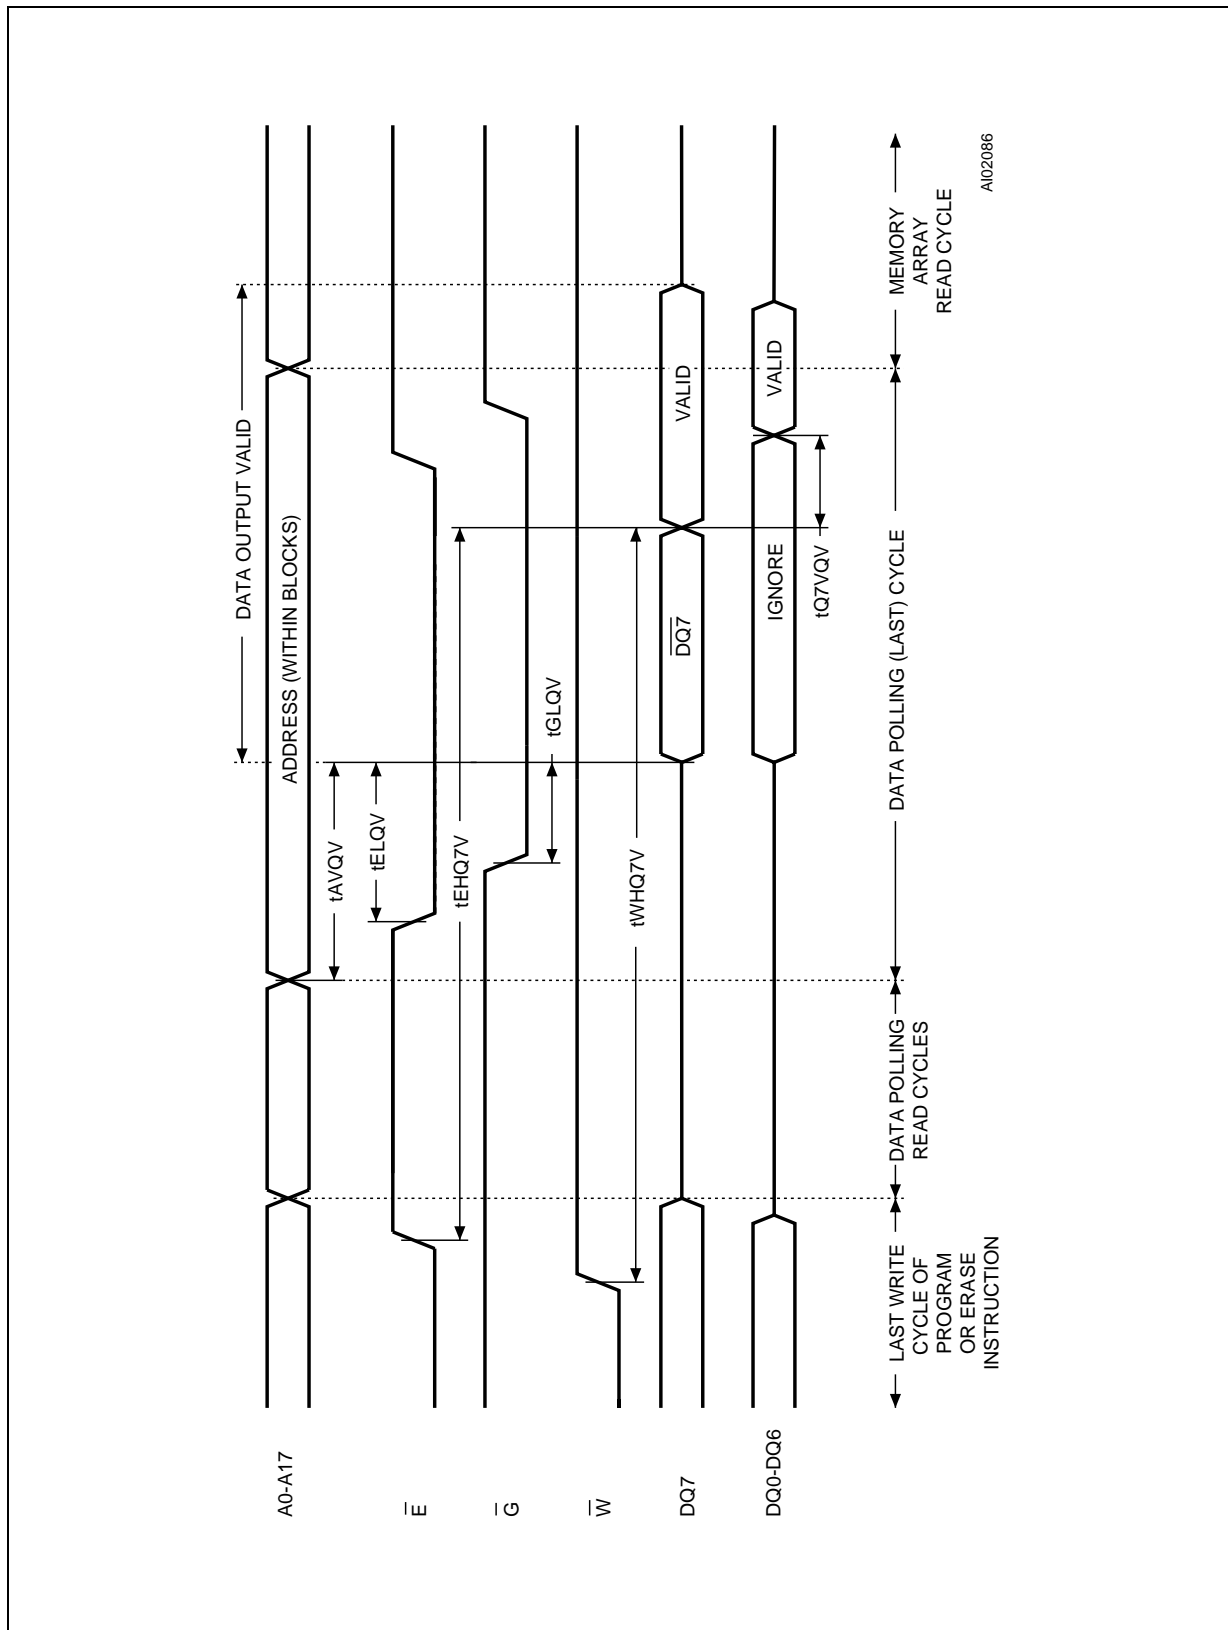 DATA OUTPUT VALID
A0-A17
ADDRESS (WITHIN BLOCKS)
tAVQV
tELQV
E̅
tEHQ7V
G̅
tGLQV
W̅
tWHQ7V
DQ7
D̅Q̅7̅
VALID
DQ0-DQ6
IGNORE
VALID
tQ7VQV
LAST WRITE
CYCLE OF
PROGRAM
OR ERASE
INSTRUCTION
DATA POLLING
READ CYCLES
DATA POLLING (LAST) CYCLE
MEMORY
ARRAY
READ CYCLE
AI02086